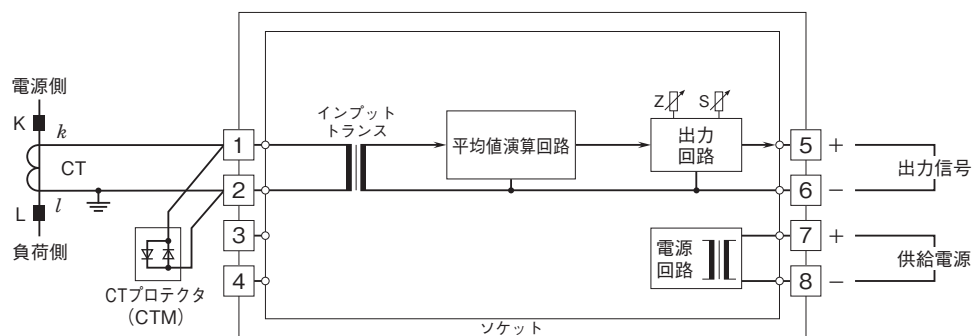 電源側
K
k
CT
l
L
負荷側
CTプロテクタ
(CTM)
1
2
3
4
インプット
トランス
平均値演算回路
Z
S
出力
回路
電源
回路
5
+
6
−
出力信号
7
+
8
−
供給電源
ソケット